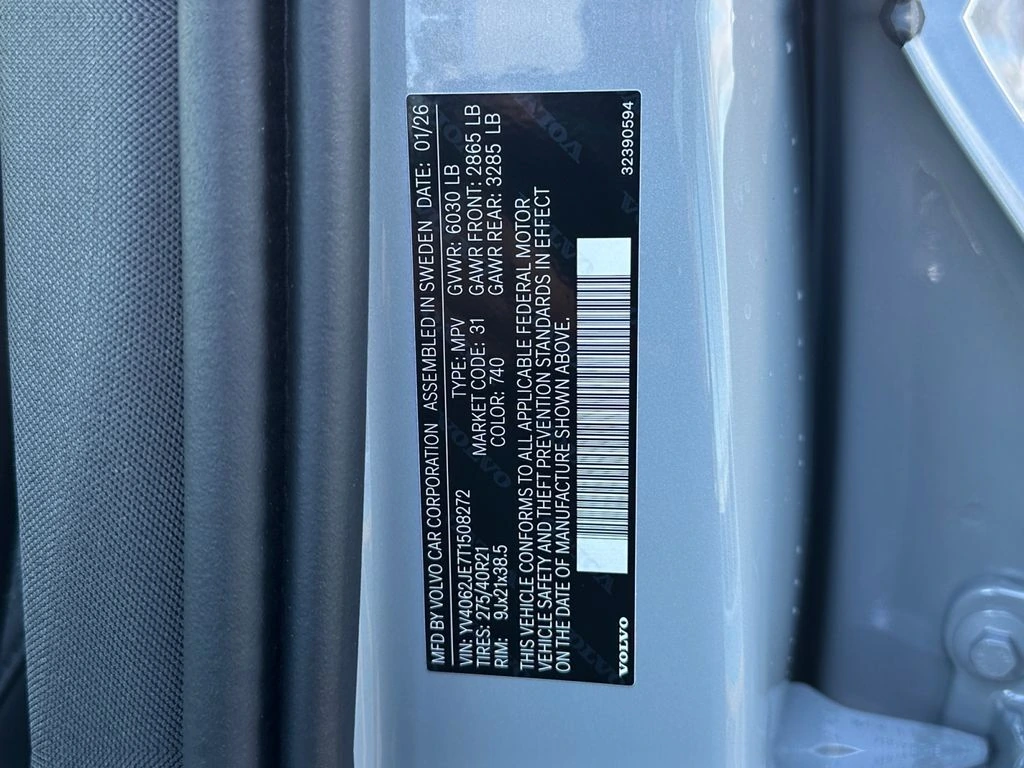 MFD BY VOLVO CAR CORPORATION ASSEMBLED IN SWEDEN DATE: 01/26
VIN: YV4062JE7T1508272 TYPE: MPV GVWR: 6030 LB
TIRES: 275/40R21 MARKET CODE: 31 GAWR FRONT: 2865 LB
RIM: 9Jx21x38.5 COLOR: 740 GAWR REAR: 3285 LB
THIS VEHICLE CONFORMS TO ALL APPLICABLE FEDERAL MOTOR
VEHICLE SAFETY AND THEFT PREVENTION STANDARDS IN EFFECT
ON THE DATE OF MANUFACTURE SHOWN ABOVE.
VOLVO 32390594